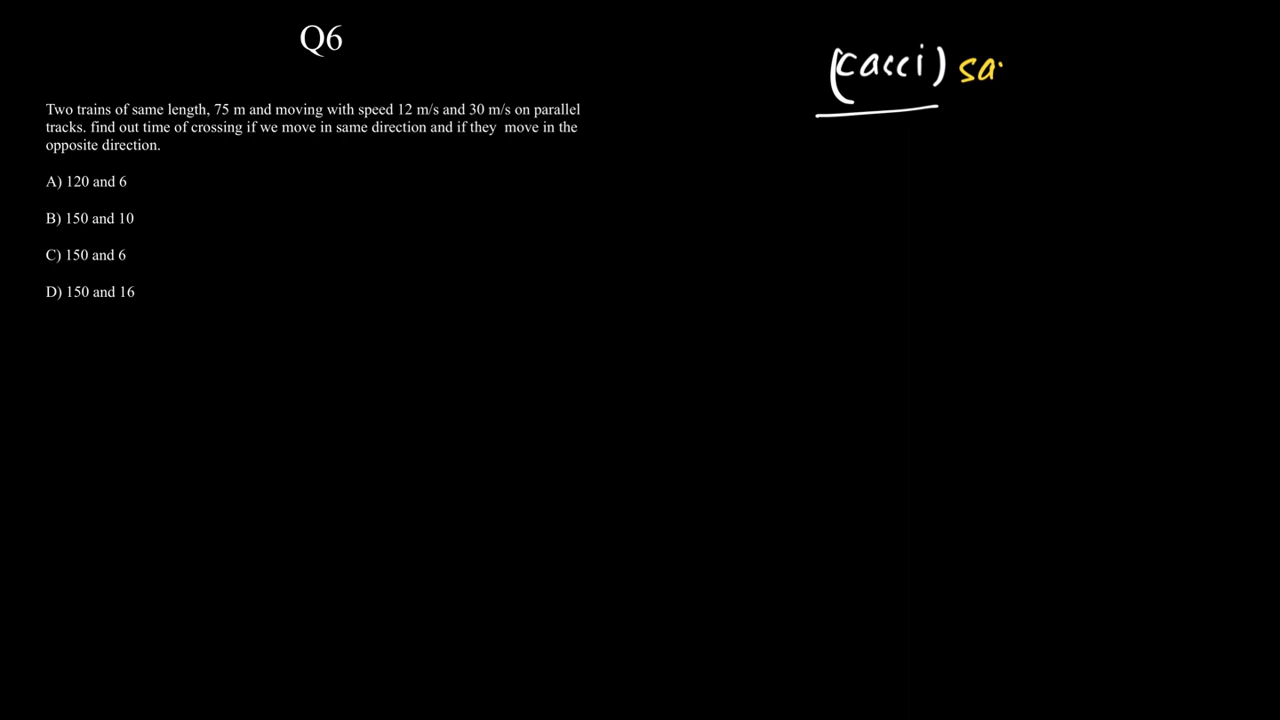 Q6
(cacci) sa
Two trains of same length, 75 m and moving with speed 12 m/s and 30 m/s on parallel
tracks. find out time of crossing if we move in same direction and if they move in the
opposite direction.
A) 120 and 6
B) 150 and 10
C) 150 and 6
D) 150 and 16